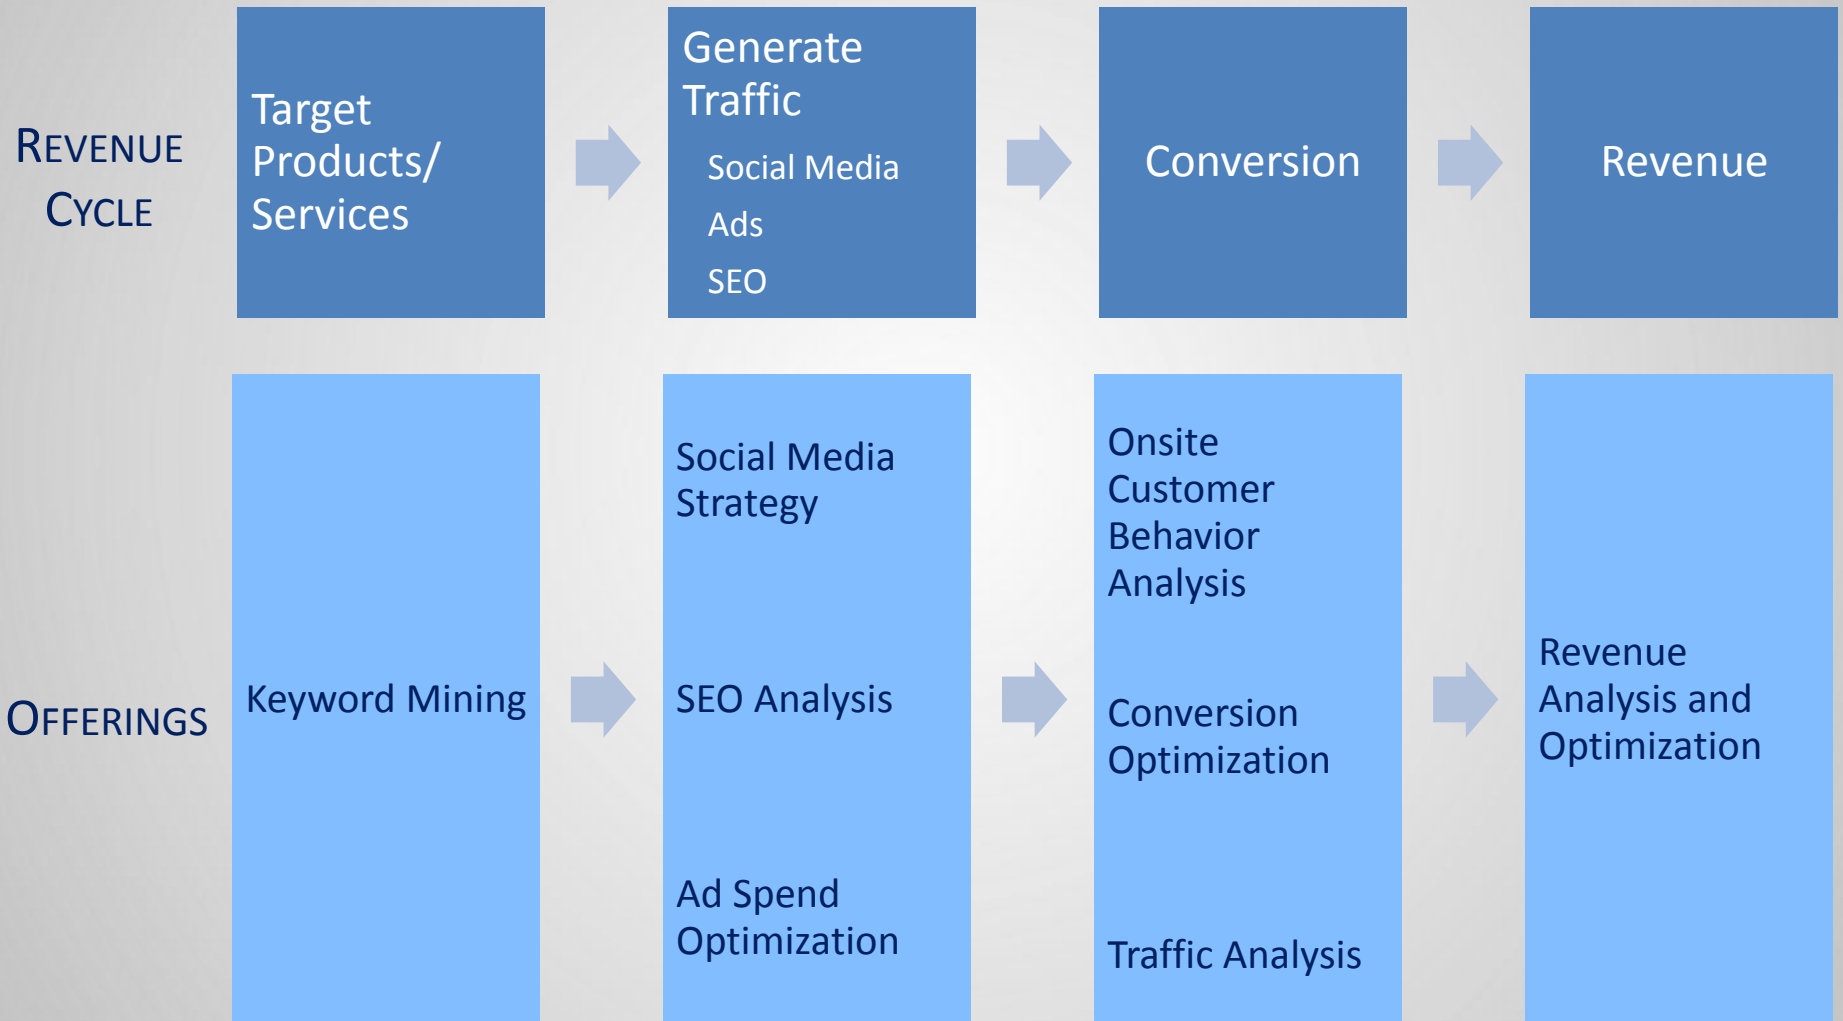 REVENUE
CYCLE
Target
Products/
Services
Generate
Traffic
Social Media
Ads
SEO
Conversion
Revenue
OFFERINGS
Keyword Mining
Social Media
Strategy
SEO Analysis
Ad Spend
Optimization
Onsite
Customer
Behavior
Analysis
Conversion
Optimization
Traffic Analysis
Revenue
Analysis and
Optimization